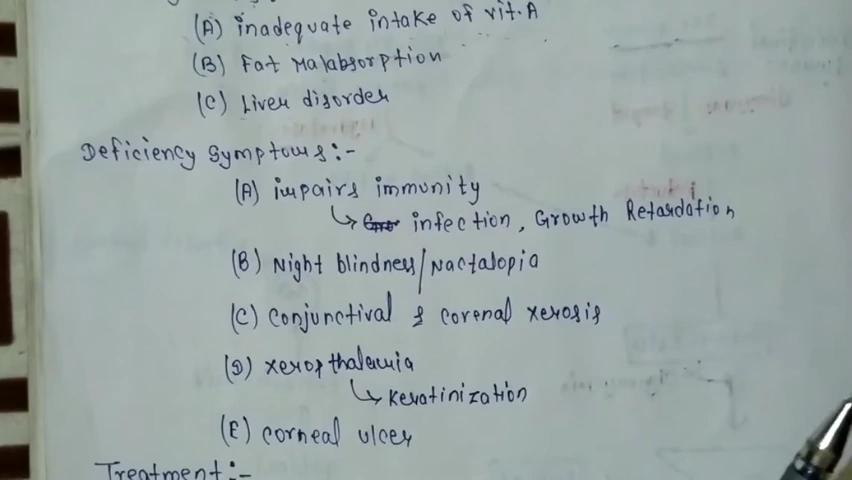 (A) inadequate intake of vit.A
(B) Fat Malabsorption
(C) Liver disorder
Deficiency Symptoms:-
(A) impairs immunity
↳ infection, Growth Retardation
(B) Night blindness/Nactalopia
(C) conjunctival & corenal xerosis
(D) xeropthalamia
↳ Keratinization
(E) corneal ulcer
Treatment:-